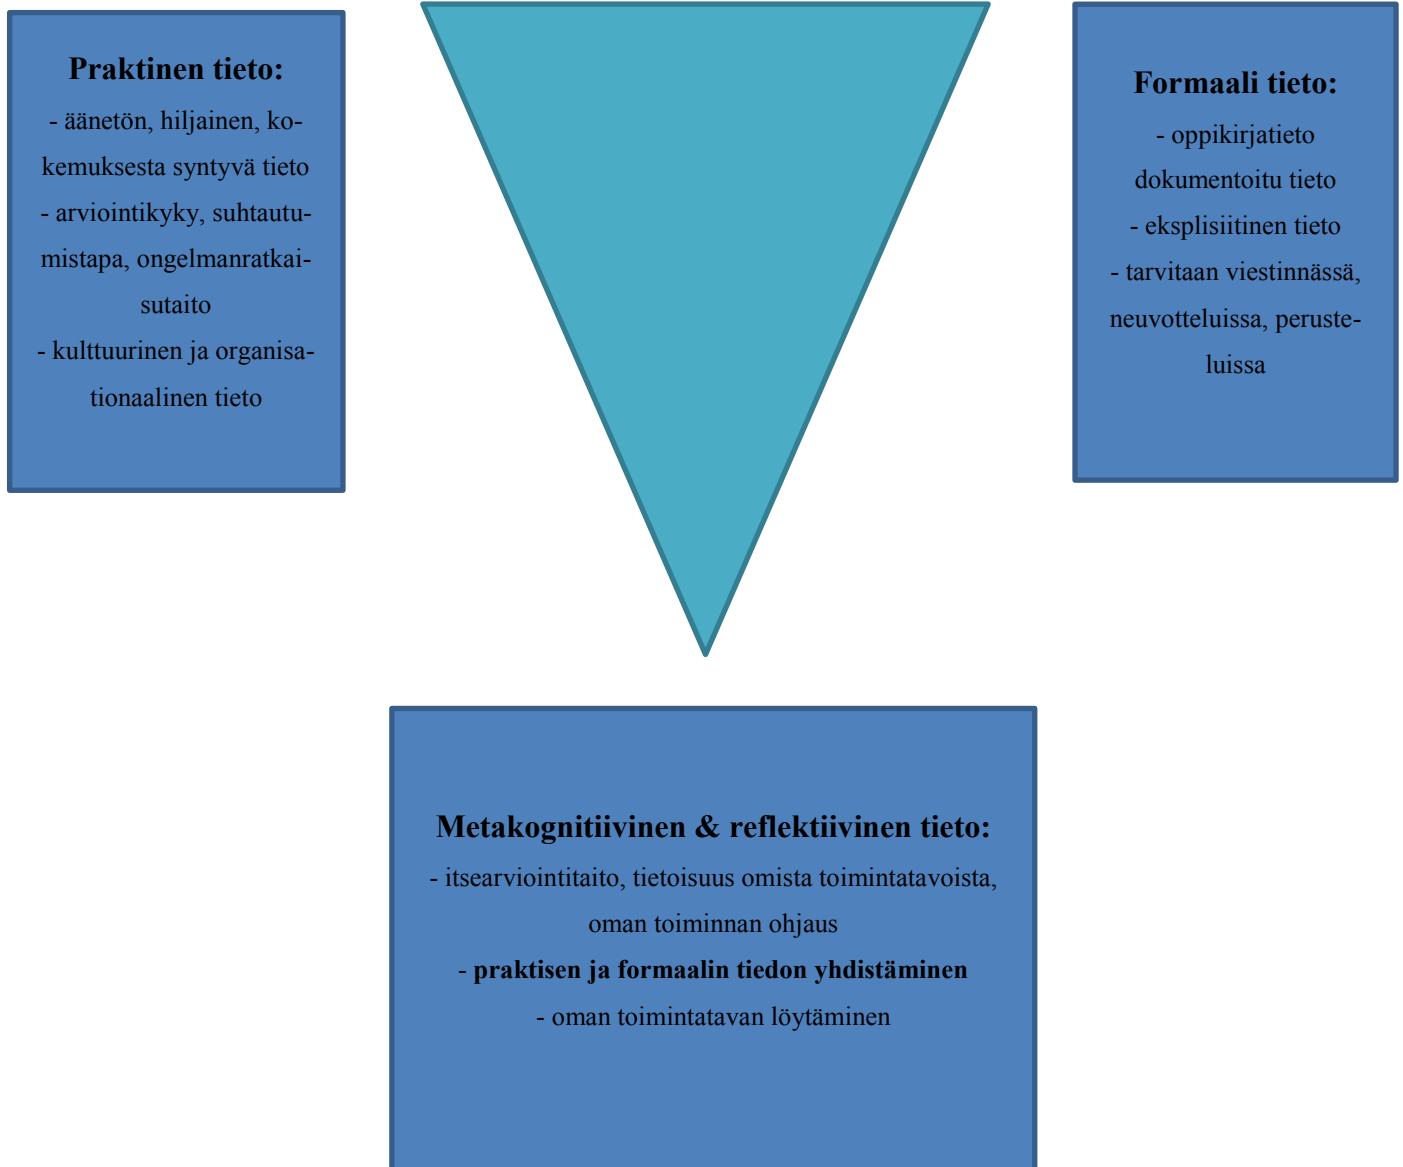 Praktinen tieto:
- äänetön, hiljainen, ko-
kemuksesta syntyvä tieto
- arviointikyky, suhtautu-
mistapa, ongelmanratkai-
sutaito
- kulttuurinen ja organisa-
tionaalinen tieto
Formaali tieto:
- oppikirjatieto
dokumentoitu tieto
- eksplisiitinen tieto
- tarvitaan viestinnässä,
neuvotteluissa, peruste-
luissa
Metakognitiivinen & reflektiivinen tieto:
- itsearviointitaito, tietoisuus omista toimintatavoista,
oman toiminnan ohjaus
- praktisen ja formaalin tiedon yhdistäminen
- oman toimintatavan löytäminen